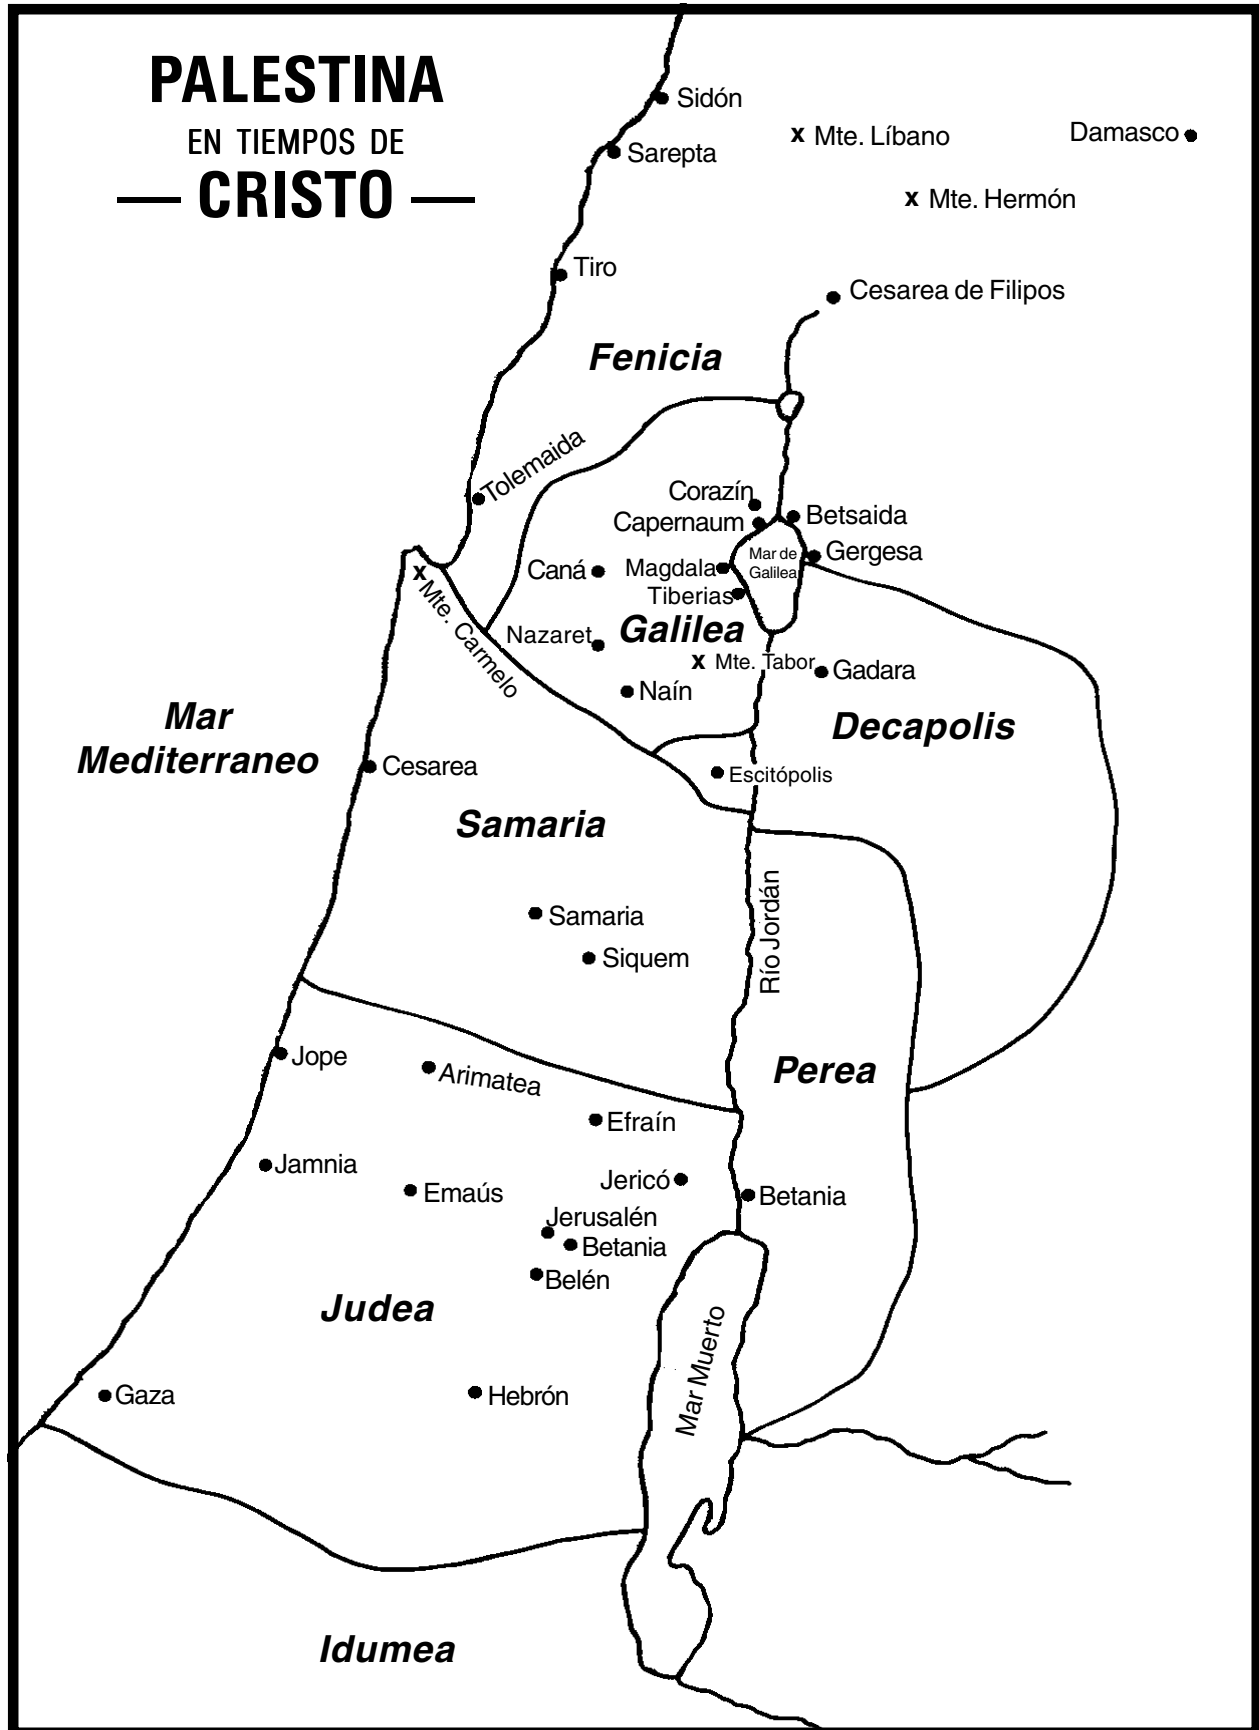 PALESTINA
EN TIEMPOS DE
CRISTO
Sidón
x Mte. Líbano
Damasco
Sarepta
x Mte. Hermón
Tiro
Cesarea de Filipos
Fenicia
Tolemaida
Corazín
Capernaum
Betsaida
Mar de
Galilea
Gergesa
Caná
Magdala
Tiberias
x Mte. Carmelo
Nazaret
Galilea
x Mte. Tabor
Gadara
Naín
Decapolis
Mar
Mediterraneo
Cesarea
Escitópolis
Samaria
Río Jordán
Samaria
Siquem
Jope
Arimatea
Perea
Efraín
Jamnia
Emaús
Jericó
Betania
Jerusalén
Betania
Belén
Judea
Mar Muerto
Gaza
Hebrón
Idumea